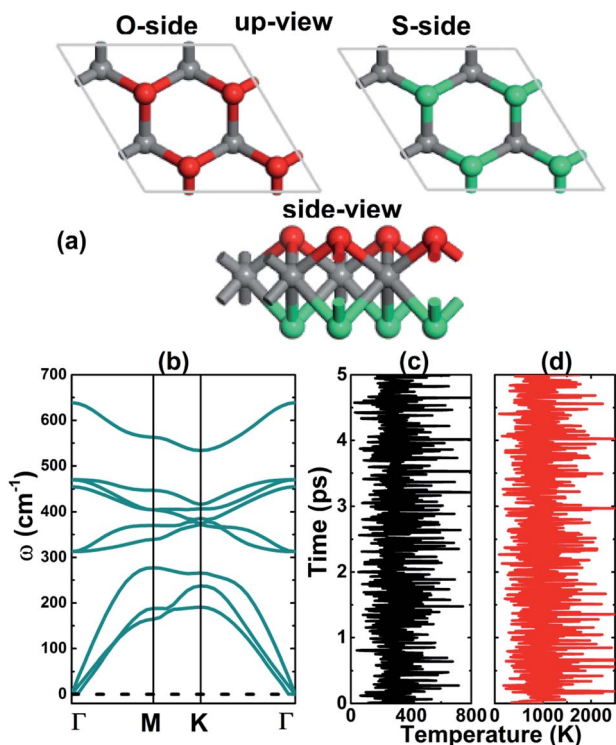 up-view
O-side
S-side
side-view
(a)
(b)
(c)
(d)
700
600
500
400
300
200
100
0
ω (cm⁻¹)
Γ
M
K
Γ
5
4
3
2
1
0
Time (ps)
0
400
800
0
1000
2000
Temperature (K)